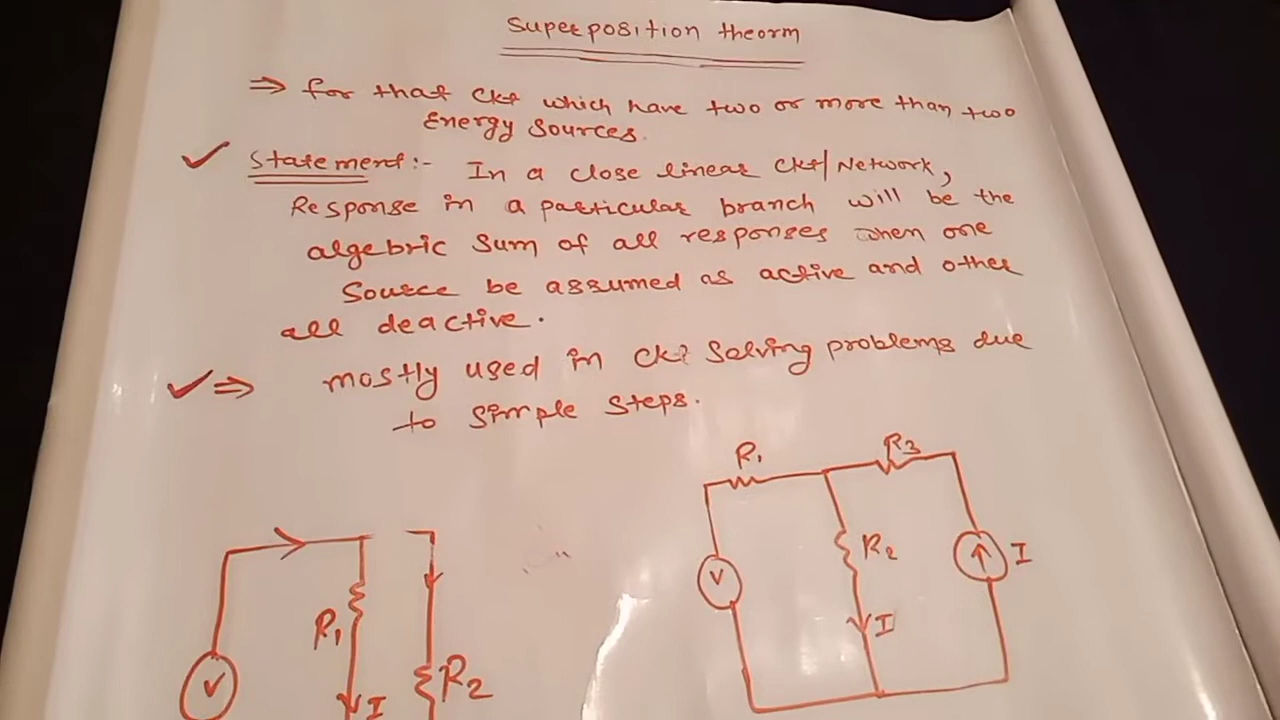 Superposition theorm
⇒ for that Ckt which have two or more than two
Energy Sources.
✓ Statement:- In a close linear Ckt/Network,
Response in a particular branch will be the
algebric Sum of all responses when one
Source be assumed as active and other
all deactive.
✓⇒ mostly used in Ckt Solving problems due
to Simple Steps.
R1 R3
R2
V
I
I
R1
R2
V
I